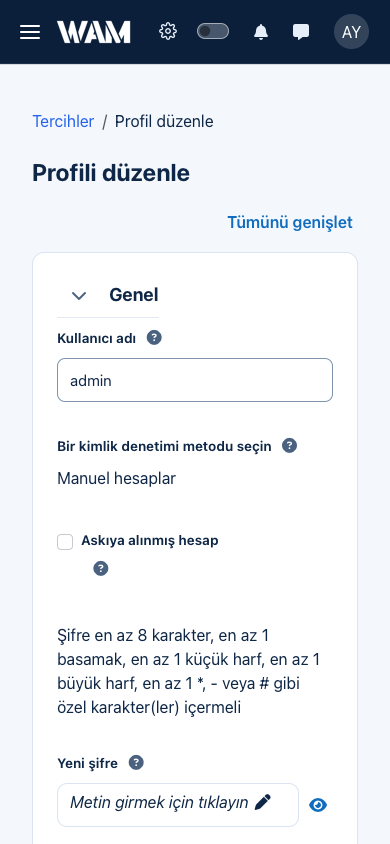 WAM
AY
Tercihler / Profil düzenle
Profili düzenle
Tümünü genişlet
Genel
Kullanıcı adı ?
admin
Bir kimlik denetimi metodu seçin ?
Manuel hesaplar
Askıya alınmış hesap
?
Şifre en az 8 karakter, en az 1
basamak, en az 1 küçük harf, en az 1
büyük harf, en az 1 *, - veya # gibi
özel karakter(ler) içermeli
Yeni şifre ?
Metin girmek için tıklayın